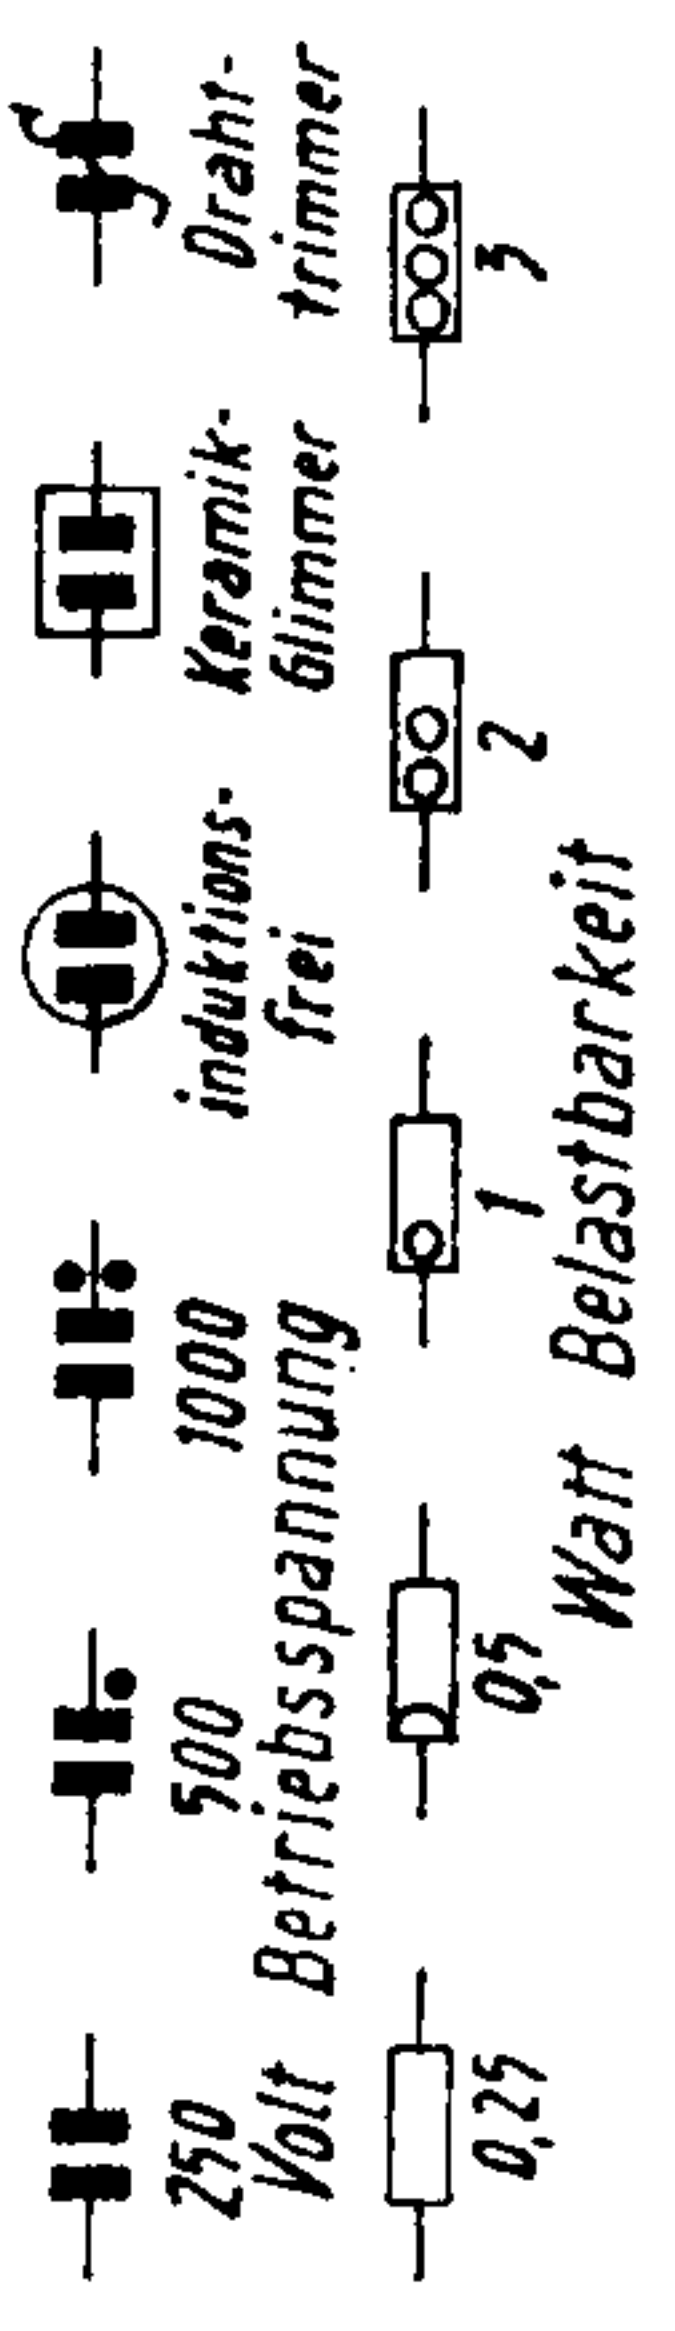 250 500 1000 induktions- Keramik- Draht-
Volt Betriebsspannung frei Glimmer trimmer
0,25 0,5 1 2 3
Watt Belastbarkeit